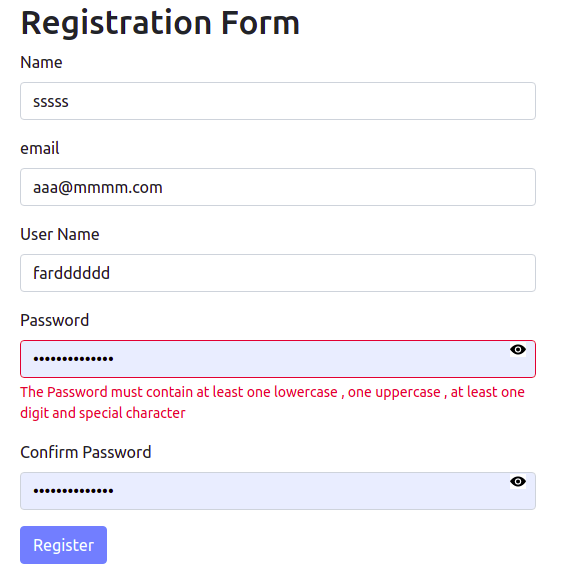 Registration Form
Name
sssss
email
aaa@mmmm.com
User Name
fardddddd
Password
••••••••••••••
The Password must contain at least one lowercase , one uppercase , at least one
digit and special character
Confirm Password
••••••••••••••
Register